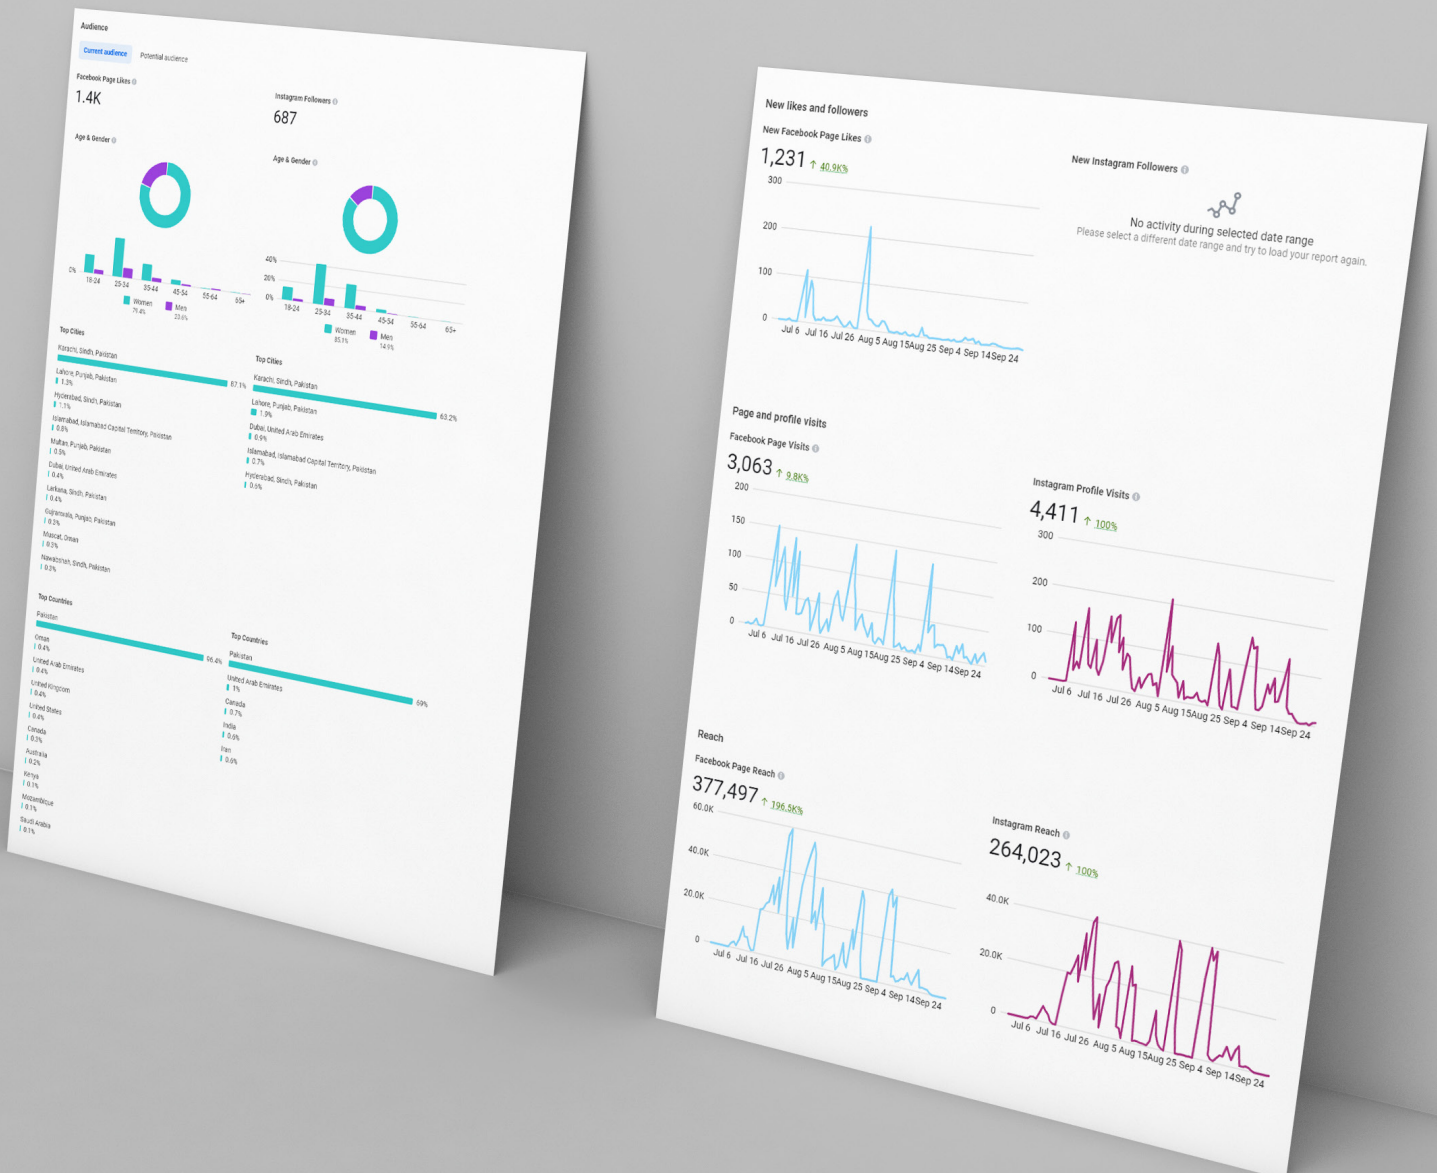 Audience
Current audience
Potential audience
Facebook Page Likes
1.4K
Age & Gender
0%
18-24
25-34
35-44
45-54
55-64
65+
Women
Men
Top Cities
Karachi, Sindh, Pakistan
Lahore, Punjab, Pakistan
1.3%
Hyderabad, Sindh, Pakistan
1.1%
Islamabad, Islamabad Capital Territory, Pakistan
0.8%
Multan, Punjab, Pakistan
0.5%
Dubai, United Arab Emirates
0.4%
Larkana, Sindh, Pakistan
0.4%
Gujranwala, Punjab, Pakistan
0.3%
Muscat, Oman
0.3%
Nawabshah, Sindh, Pakistan
0.3%
Top Countries
Pakistan
96.4%
Oman
0.4%
United Arab Emirates
0.4%
United Kingdom
0.4%
United States
0.4%
Canada
0.3%
Australia
0.2%
Kenya
0.1%
Mozambique
0.1%
Saudi Arabia
0.1%
Instagram Followers
687
Age & Gender
40%
20%
0%
18-24
25-34
35-44
45-54
55-64
65+
Women
85.1%
Men
14.9%
Top Cities
Karachi, Sindh, Pakistan
63.2%
Lahore, Punjab, Pakistan
1.9%
Dubai, United Arab Emirates
0.9%
Islamabad, Islamabad Capital Territory, Pakistan
0.7%
Hyderabad, Sindh, Pakistan
0.6%
Top Countries
Pakistan
69%
United Arab Emirates
1%
Canada
0.7%
India
0.6%
Iran
0.6%
New likes and followers
New Facebook Page Likes
1,231 ↑ 40.9K%
300
200
100
0
Jul 6 Jul 16 Jul 26 Aug 5 Aug 15 Aug 25 Sep 4 Sep 14 Sep 24
New Instagram Followers
No activity during selected date range
Please select a different date range and try to load your report again.
Page and profile visits
Facebook Page Visits
3,063 ↑ 9.8K%
200
150
100
50
0
Jul 6 Jul 16 Jul 26 Aug 5 Aug 15 Aug 25 Sep 4 Sep 14 Sep 24
Instagram Profile Visits
4,411 ↑ 100%
300
200
100
0
Jul 6 Jul 16 Jul 26 Aug 5 Aug 15 Aug 25 Sep 4 Sep 14 Sep 24
Reach
Facebook Page Reach
377,497 ↑ 196.5K%
60.0K
40.0K
20.0K
0
Jul 6 Jul 16 Jul 26 Aug 5 Aug 15 Aug 25 Sep 4 Sep 14 Sep 24
Instagram Reach
264,023 ↑ 100%
40.0K
20.0K
0
Jul 6 Jul 16 Jul 26 Aug 5 Aug 15 Aug 25 Sep 4 Sep 14 Sep 24